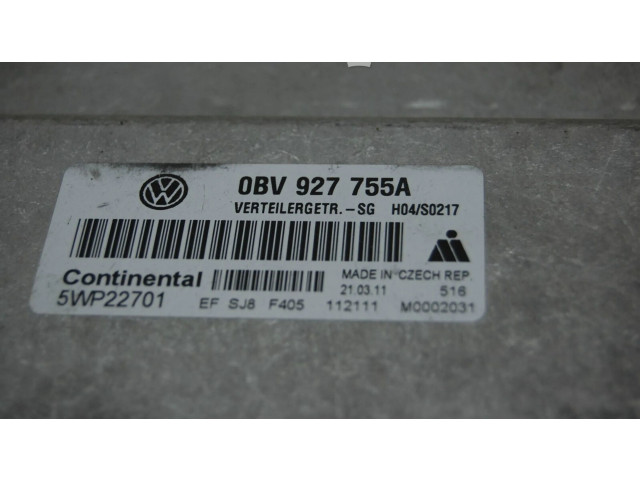 0BV 927 755A
VERTEILERGETR.-SG H04/S0217
Continental
MADE IN CZECH REP.
21.03.11 516
5WP22701 EF SJ8 F405 112111 M0002031